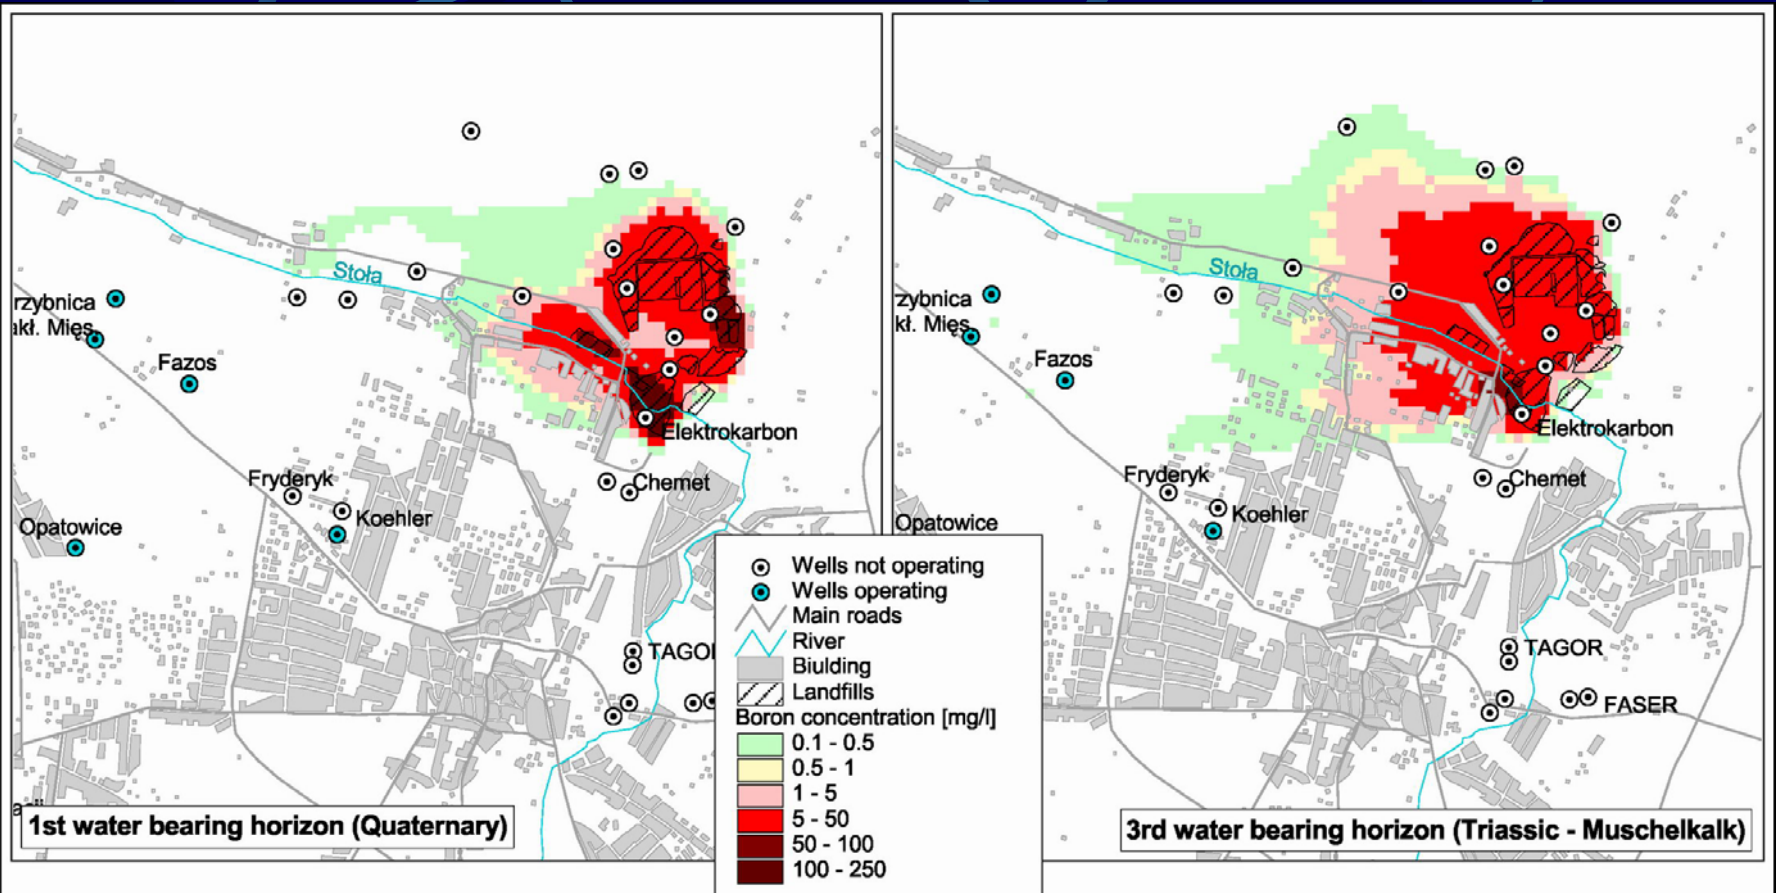 Stoła
rzybnica
akł. Mięs.
Fazos
Elektrokarbon
Fryderyk
Chemet
Koehler
Opatowice
TAGOR
1st water bearing horizon (Quaternary)
Wells not operating
Wells operating
Main roads
River
Biulding
Landfills
Boron concentration [mg/l]
0.1 - 0.5
0.5 - 1
1 - 5
5 - 50
50 - 100
100 - 250
Stoła
zybnica
kł. Mięs.
Fazos
Elektrokarbon
Fryderyk
Chemet
Koehler
Opatowice
TAGOR
FASER
3rd water bearing horizon (Triassic - Muschelkalk)